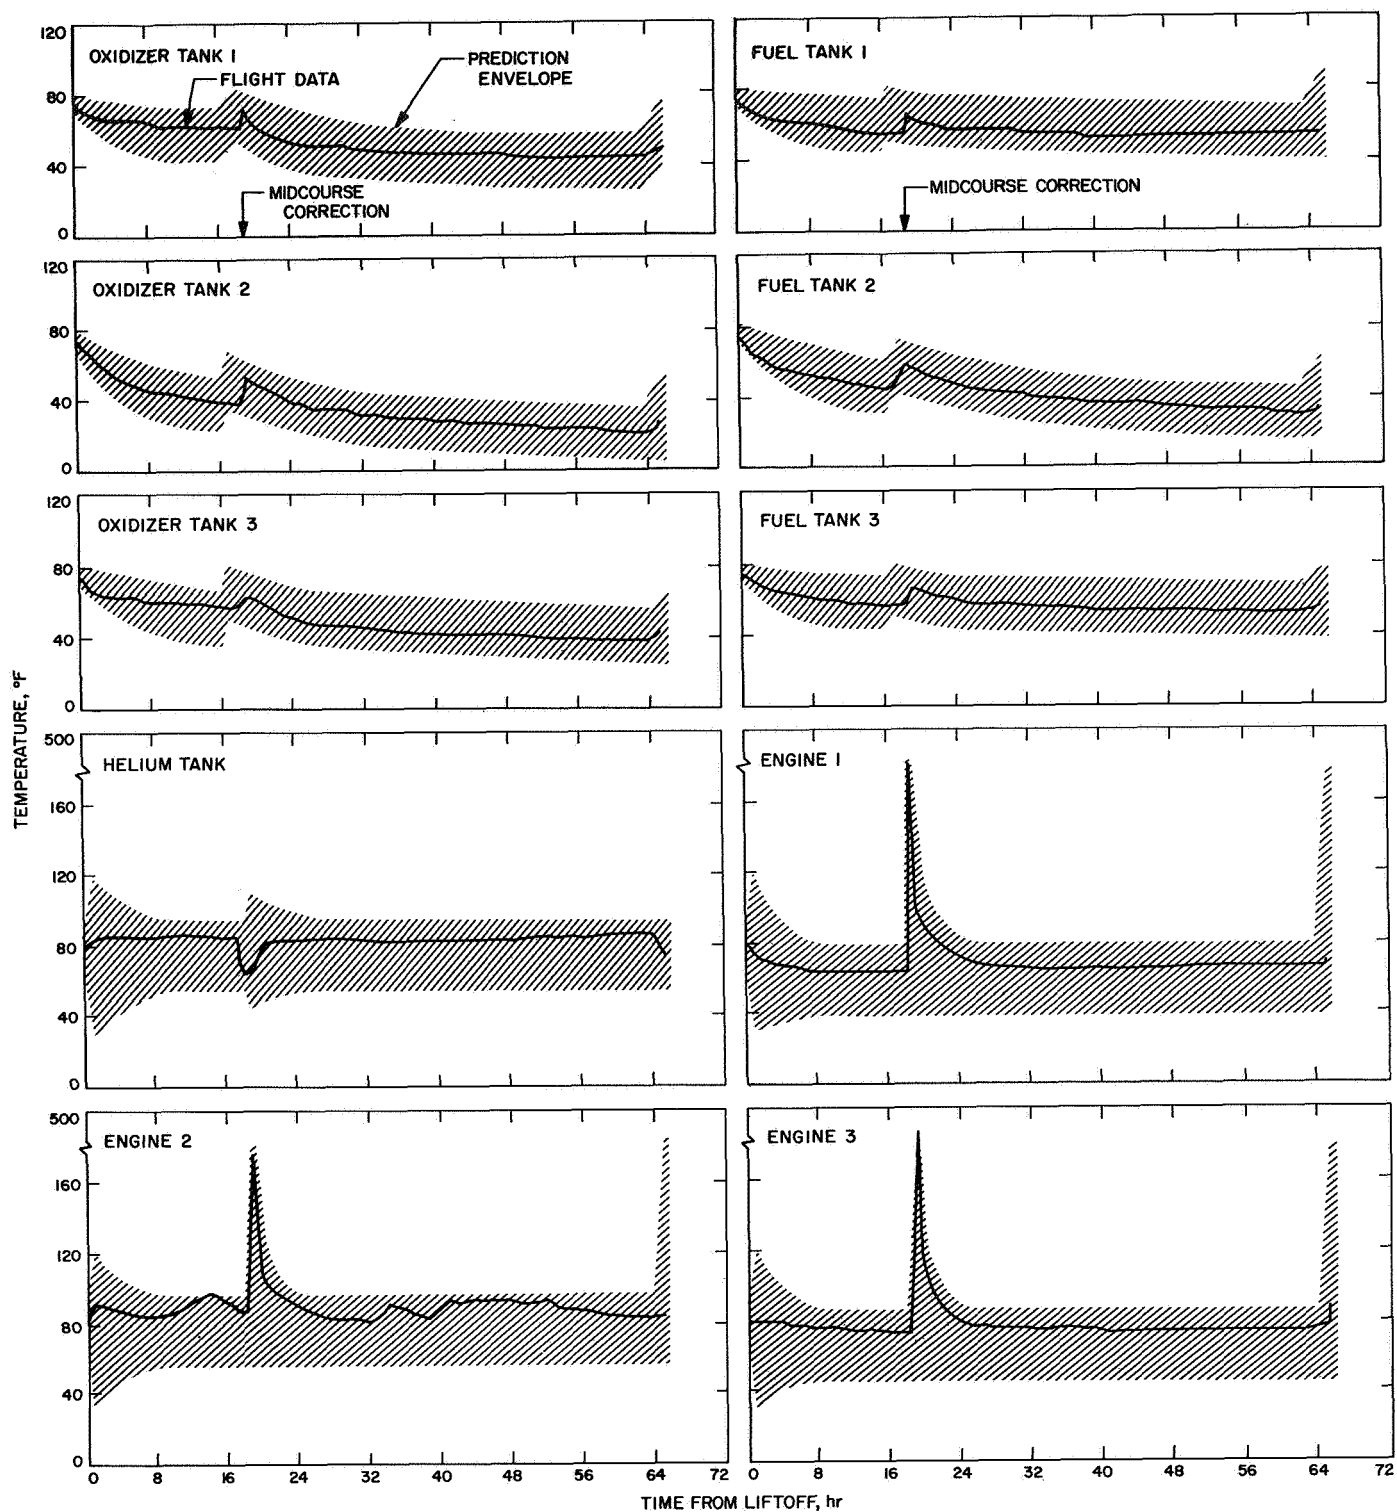 120
80
40
0
OXIDIZER TANK 1
FLIGHT DATA
PREDICTION
ENVELOPE
MIDCOURSE
CORRECTION
FUEL TANK 1
MIDCOURSE CORRECTION
120
80
40
0
OXIDIZER TANK 2
FUEL TANK 2
120
80
40
0
OXIDIZER TANK 3
FUEL TANK 3
TEMPERATURE, °F
500
160
120
80
40
0
HELIUM TANK
ENGINE 1
500
160
120
80
40
0
ENGINE 2
ENGINE 3
0 8 16 24 32 40 48 56 64 72
0 8 16 24 32 40 48 56 64 72
TIME FROM LIFTOFF, hr